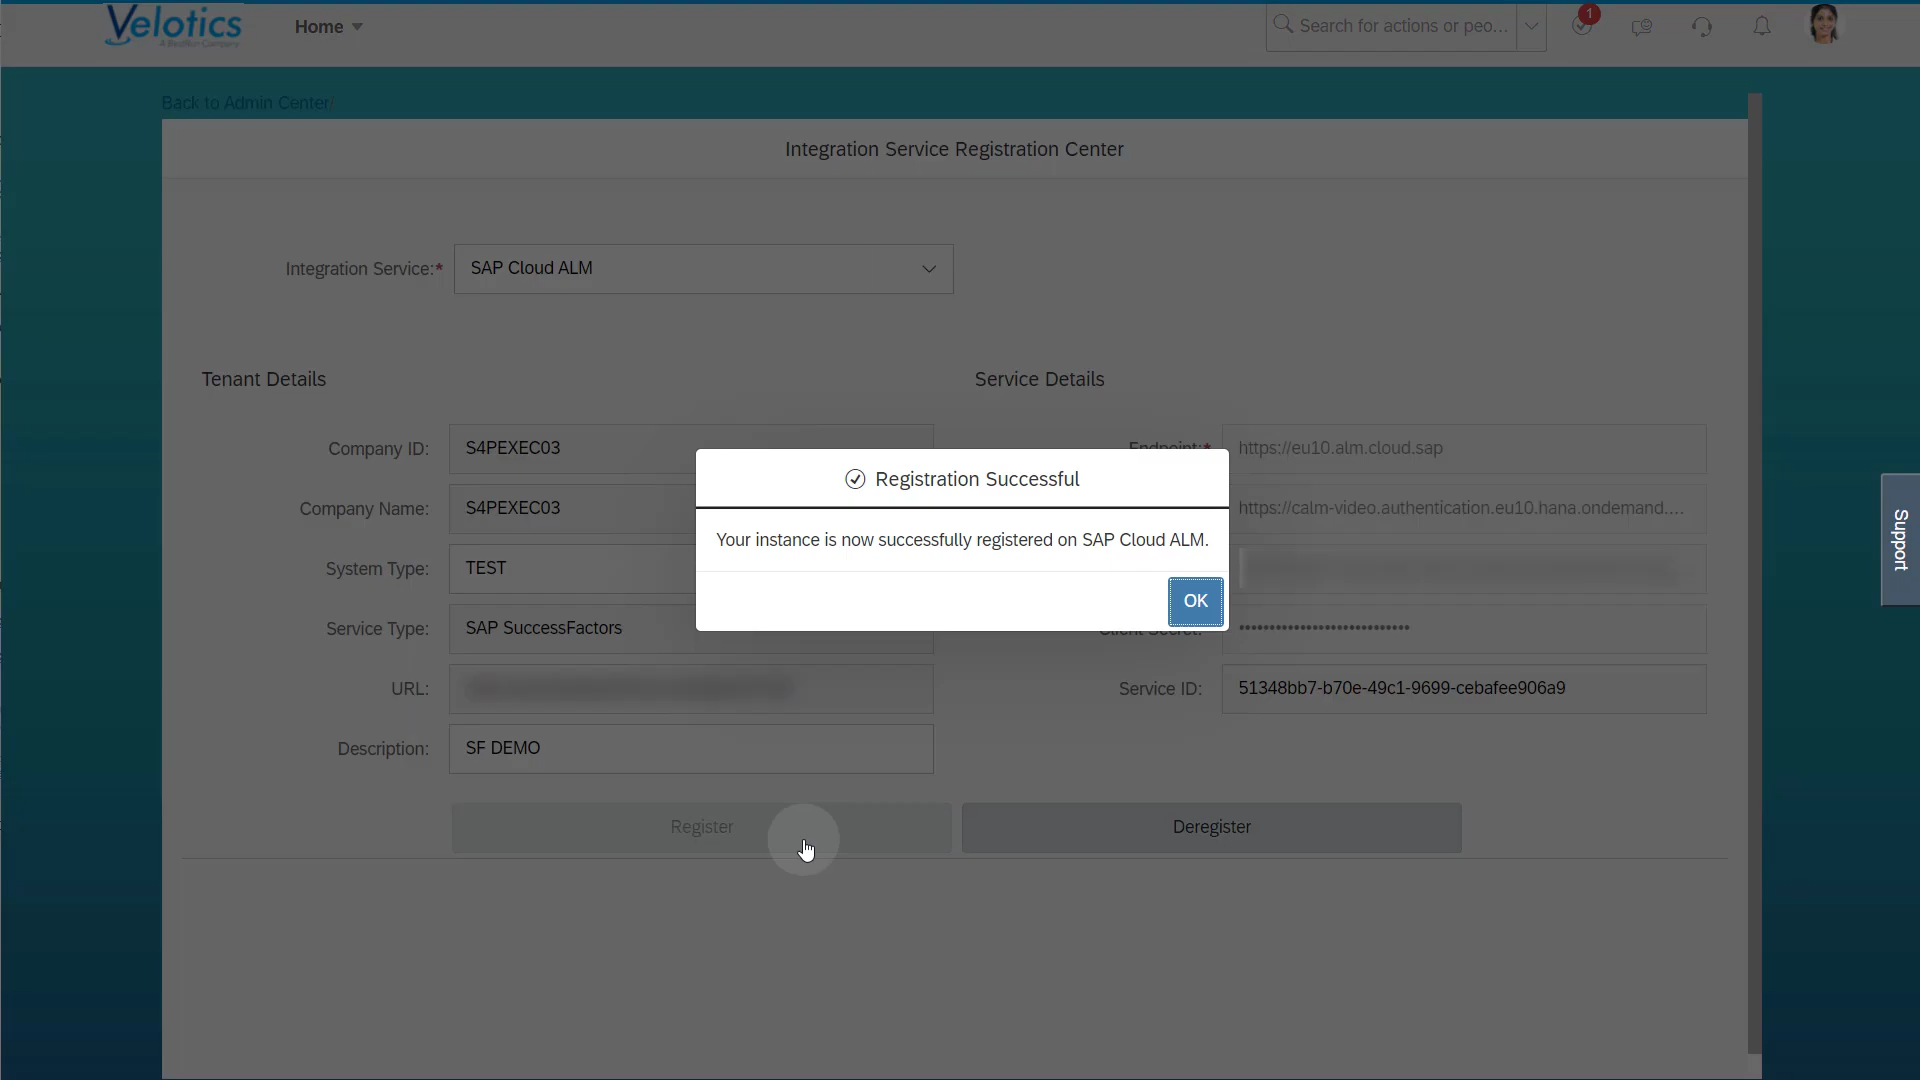 Velotics
Home
1
Search for actions or peo...
Back to Admin Center/
Integration Service Registration Center
Integration Service:*
SAP Cloud ALM
Tenant Details
Company ID:
S4PEXEC03
Company Name:
S4PEXEC03
System Type:
TEST
Service Type:
SAP SuccessFactors
URL:
Description:
SF DEMO
Service Details
Endpoint:*
https://eu10.alm.cloud.sap
https://calm-video.authentication.eu10.hana.ondemand....
Client Secret:
••••••••••••••••••••••••••••
Service ID:
51348bb7-b70e-49c1-9699-cebafee906a9
Registration Successful
Your instance is now successfully registered on SAP Cloud ALM.
OK
Register
Deregister
Support